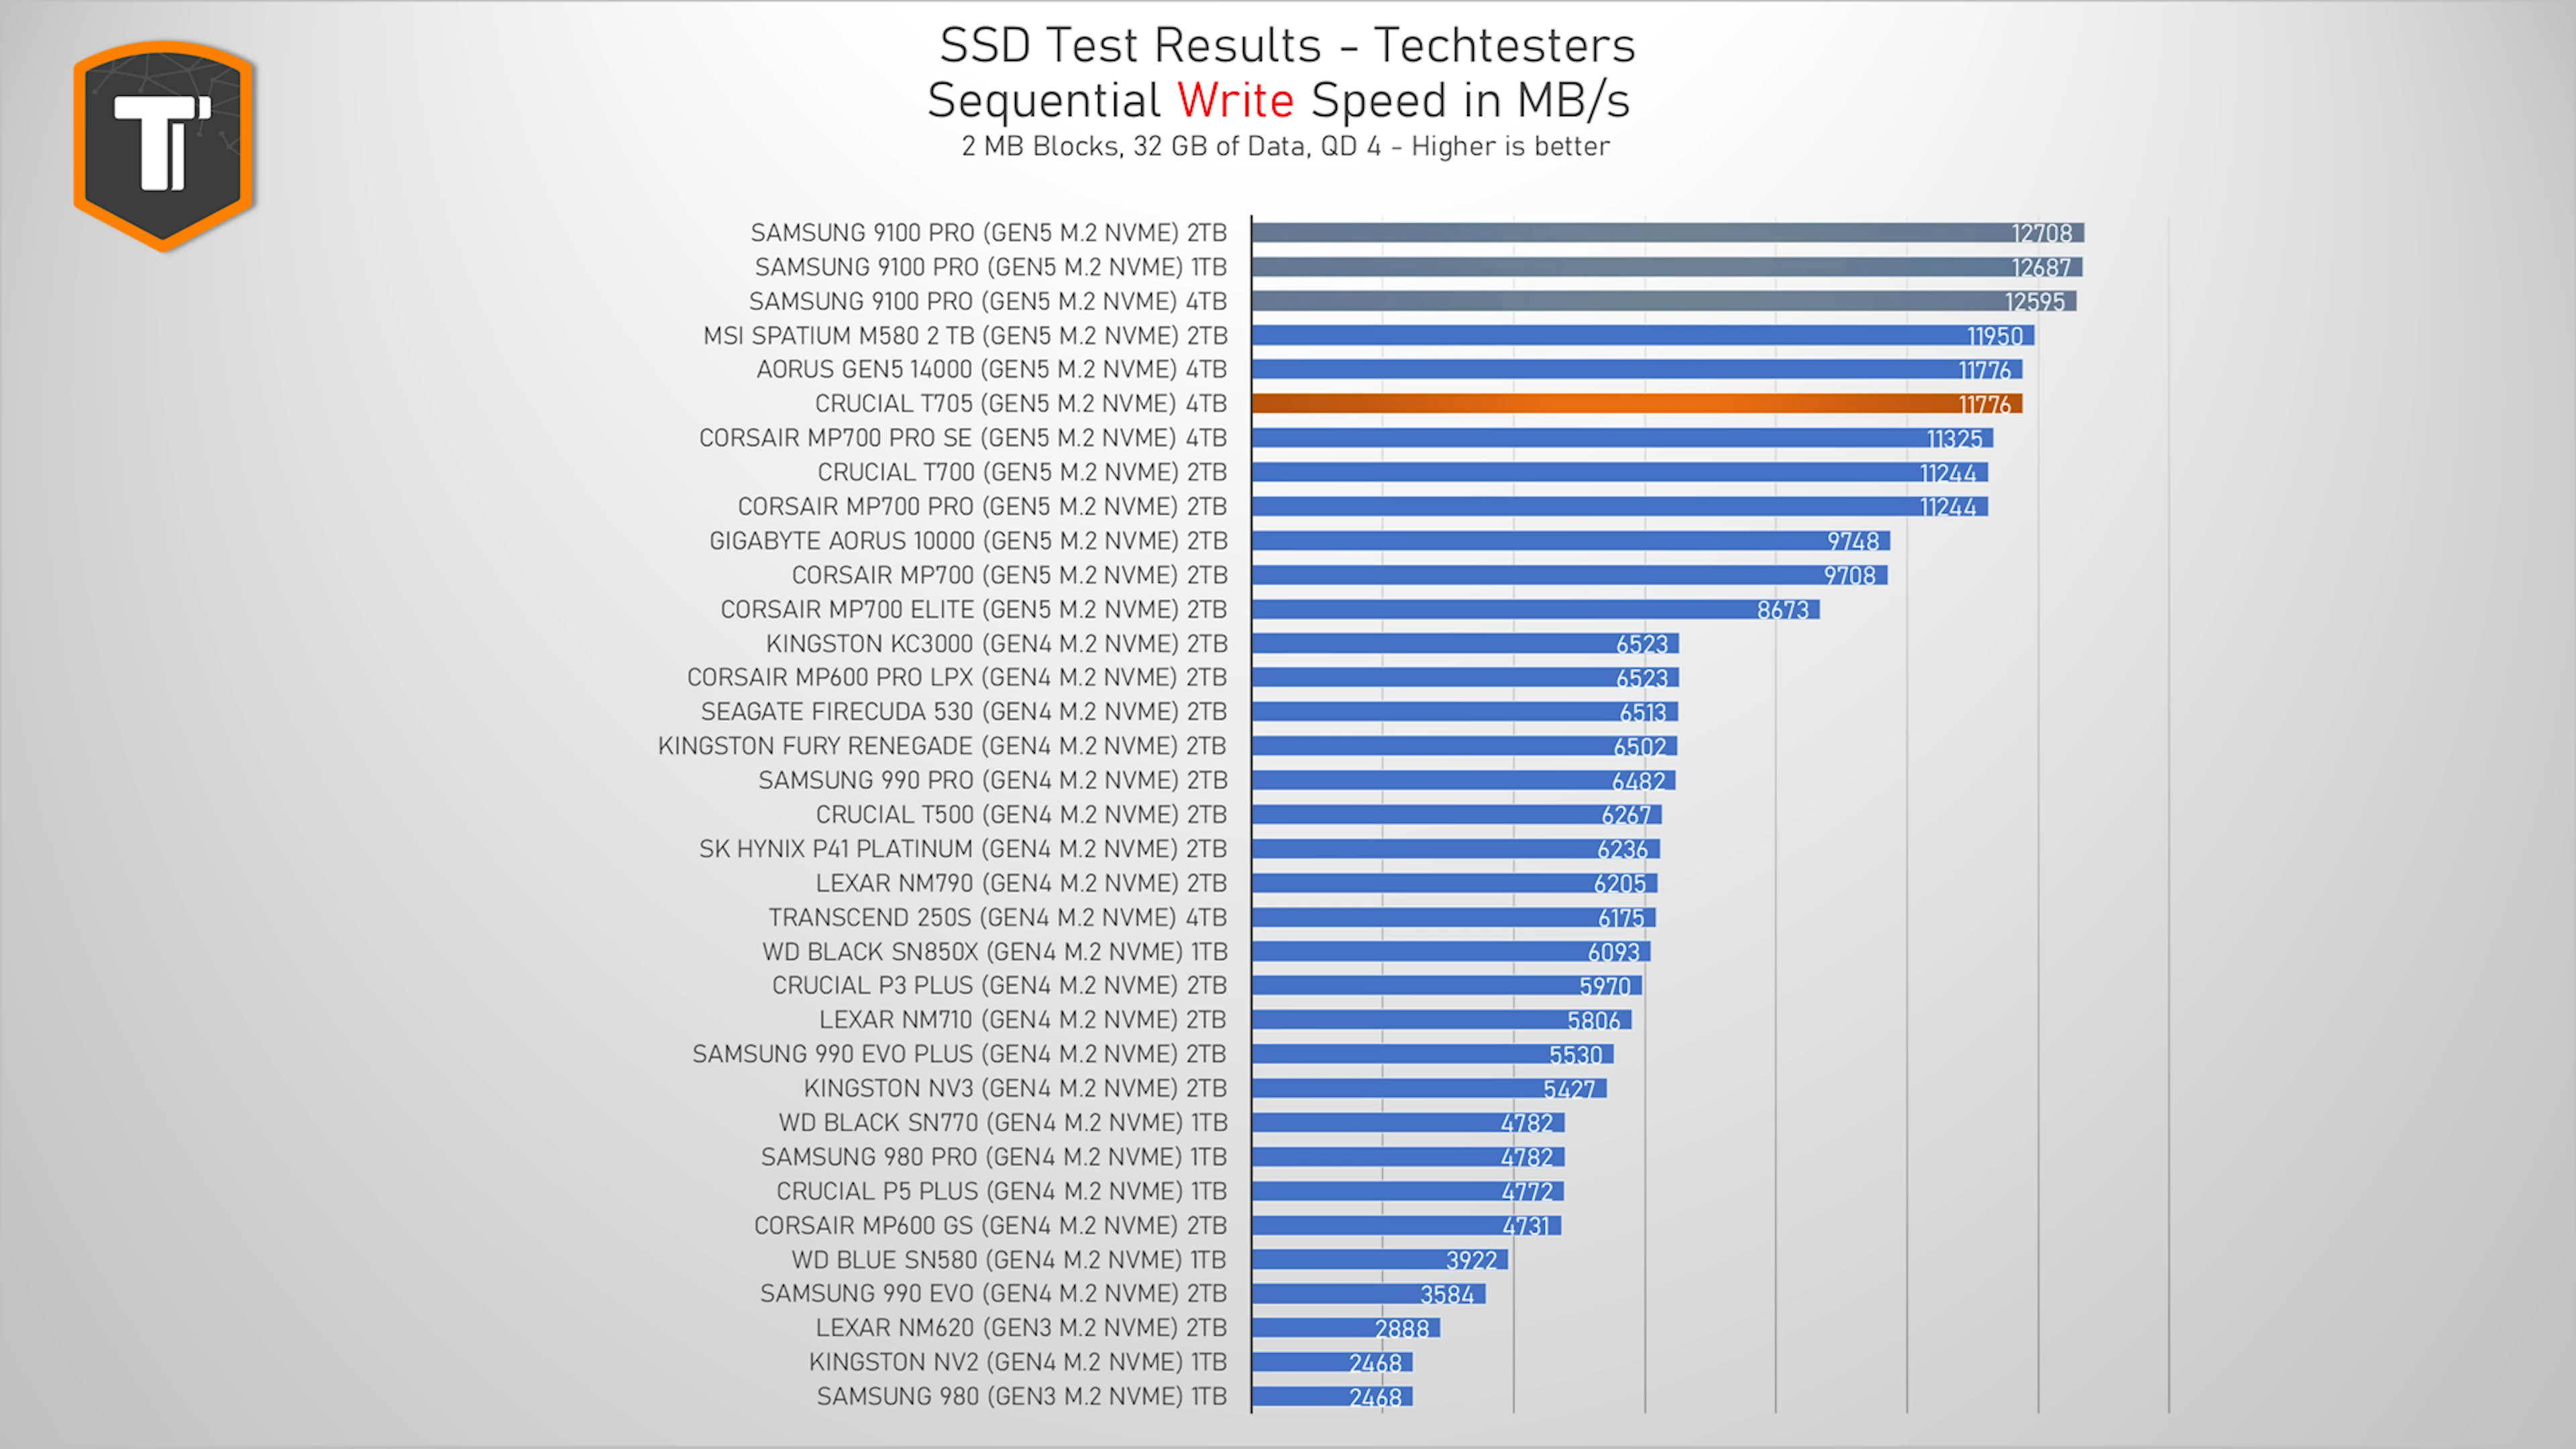 SSD Test Results - Techtesters
Sequential Write Speed in MB/s
2 MB Blocks, 32 GB of Data, QD 4 - Higher is better
SAMSUNG 9100 PRO (GEN5 M.2 NVME) 2TB 12708
SAMSUNG 9100 PRO (GEN5 M.2 NVME) 1TB 12687
SAMSUNG 9100 PRO (GEN5 M.2 NVME) 4TB 12595
MSI SPATIUM M580 2 TB (GEN5 M.2 NVME) 2TB 11950
AORUS GEN5 14000 (GEN5 M.2 NVME) 4TB 11776
CRUCIAL T705 (GEN5 M.2 NVME) 4TB 11776
CORSAIR MP700 PRO SE (GEN5 M.2 NVME) 4TB 11325
CRUCIAL T700 (GEN5 M.2 NVME) 2TB 11244
CORSAIR MP700 PRO (GEN5 M.2 NVME) 2TB 11244
GIGABYTE AORUS 10000 (GEN5 M.2 NVME) 2TB 9748
CORSAIR MP700 (GEN5 M.2 NVME) 2TB 9708
CORSAIR MP700 ELITE (GEN5 M.2 NVME) 2TB 8673
KINGSTON KC3000 (GEN4 M.2 NVME) 2TB 6523
CORSAIR MP600 PRO LPX (GEN4 M.2 NVME) 2TB 6523
SEAGATE FIRECUDA 530 (GEN4 M.2 NVME) 2TB 6513
KINGSTON FURY RENEGADE (GEN4 M.2 NVME) 2TB 6502
SAMSUNG 990 PRO (GEN4 M.2 NVME) 2TB 6482
CRUCIAL T500 (GEN4 M.2 NVME) 2TB 6267
SK HYNIX P41 PLATINUM (GEN4 M.2 NVME) 2TB 6236
LEXAR NM790 (GEN4 M.2 NVME) 2TB 6205
TRANSCEND 250S (GEN4 M.2 NVME) 4TB 6175
WD BLACK SN850X (GEN4 M.2 NVME) 1TB 6093
CRUCIAL P3 PLUS (GEN4 M.2 NVME) 2TB 5970
LEXAR NM710 (GEN4 M.2 NVME) 2TB 5806
SAMSUNG 990 EVO PLUS (GEN4 M.2 NVME) 2TB 5530
KINGSTON NV3 (GEN4 M.2 NVME) 2TB 5427
WD BLACK SN770 (GEN4 M.2 NVME) 1TB 4782
SAMSUNG 980 PRO (GEN4 M.2 NVME) 1TB 4782
CRUCIAL P5 PLUS (GEN4 M.2 NVME) 1TB 4772
CORSAIR MP600 GS (GEN4 M.2 NVME) 2TB 4731
WD BLUE SN580 (GEN4 M.2 NVME) 1TB 3922
SAMSUNG 990 EVO (GEN4 M.2 NVME) 2TB 3584
LEXAR NM620 (GEN3 M.2 NVME) 2TB 2888
KINGSTON NV2 (GEN4 M.2 NVME) 1TB 2468
SAMSUNG 980 (GEN3 M.2 NVME) 1TB 2468